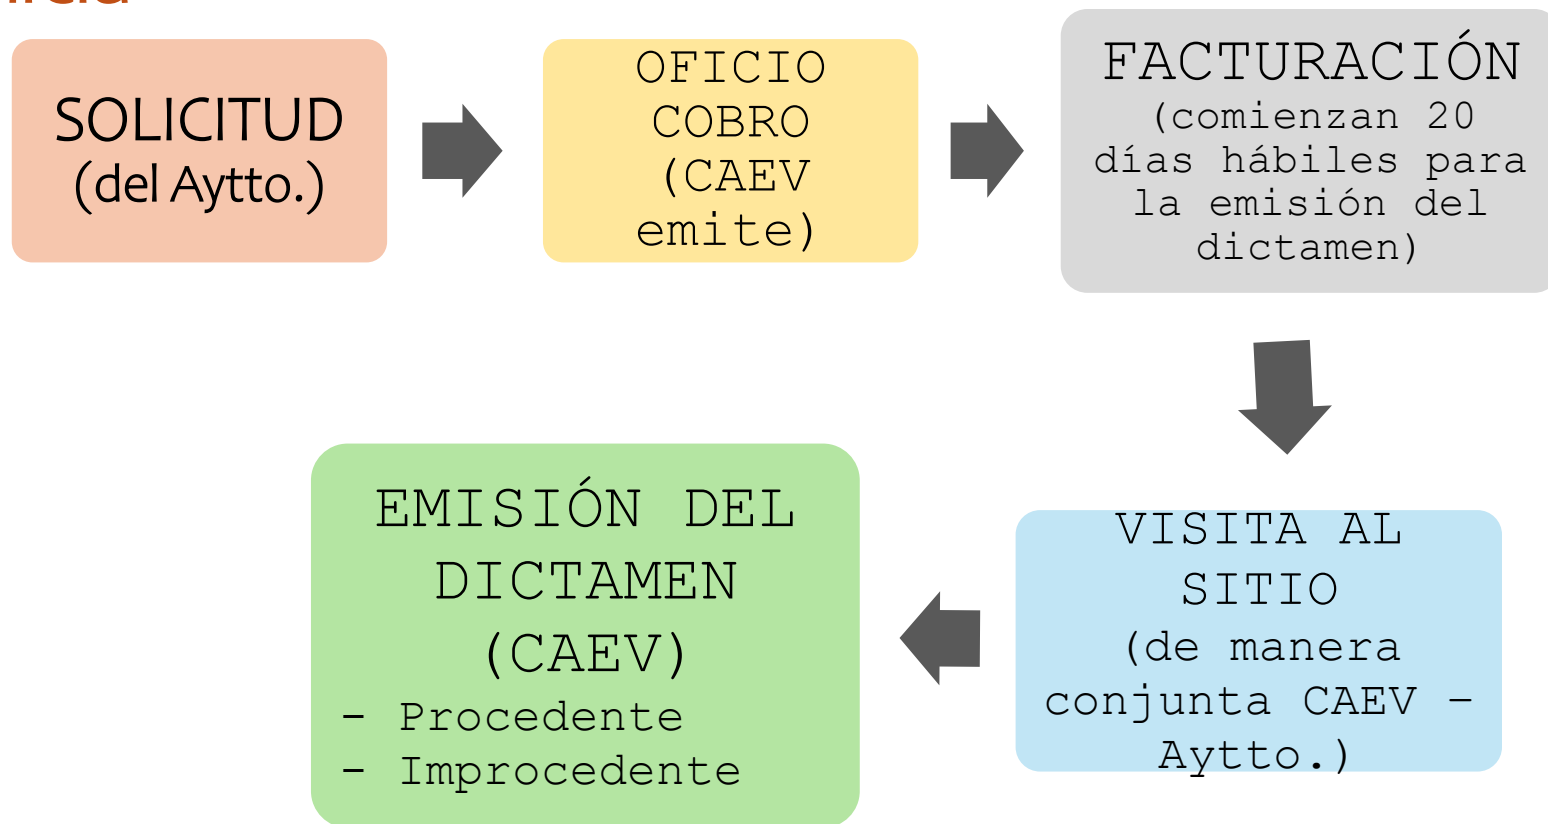 SOLICITUD
(del Aytto.)
OFICIO
COBRO
(CAEV
emite)
FACTURACIÓN
(comienzan 20
días hábiles para
la emisión del
dictamen)
VISITA AL
SITIO
(de manera
conjunta CAEV –
Aytto.)
EMISIÓN DEL
DICTAMEN
(CAEV)
- Procedente
- Improcedente